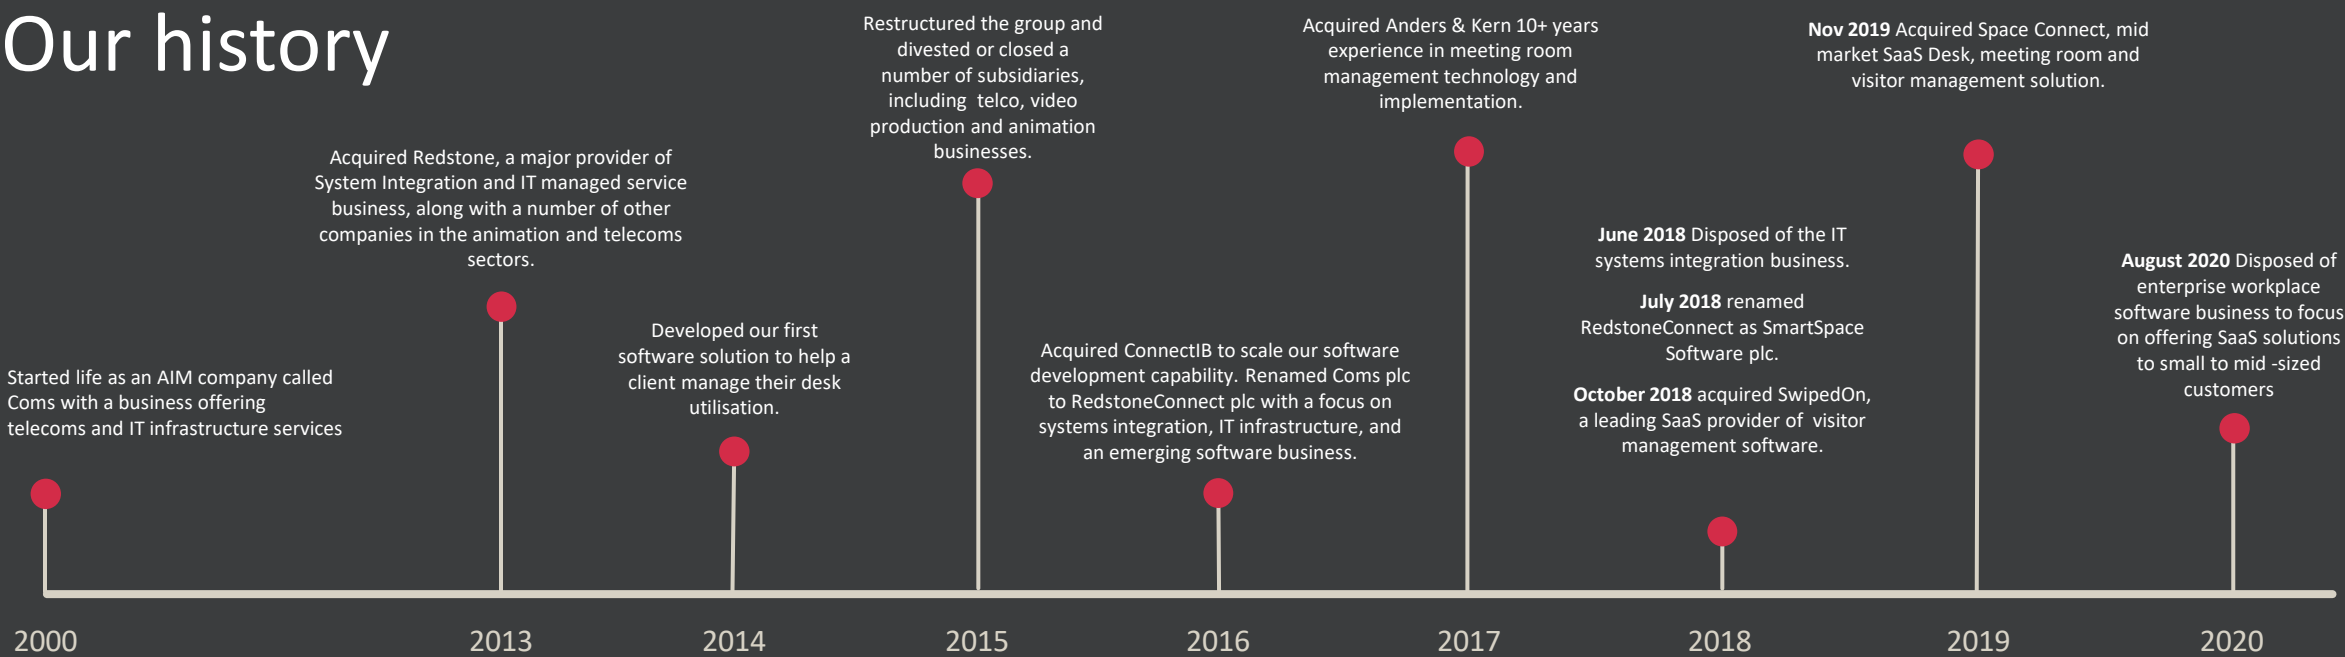 Our history
Started life as an AIM company called
Coms with a business offering
telecoms and IT infrastructure services
Acquired Redstone, a major provider of
System Integration and IT managed service
business, along with a number of other
companies in the animation and telecoms
sectors.
Developed our first
software solution to help a
client manage their desk
utilisation.
Restructured the group and
divested or closed a
number of subsidiaries,
including telco, video
production and animation
businesses.
Acquired ConnectIB to scale our software
development capability. Renamed Coms plc
to RedstoneConnect plc with a focus on
systems integration, IT infrastructure, and
an emerging software business.
Acquired Anders & Kern 10+ years
experience in meeting room
management technology and
implementation.
June 2018 Disposed of the IT
systems integration business.
July 2018 renamed
RedstoneConnect as SmartSpace
Software plc.
October 2018 acquired SwipedOn,
a leading SaaS provider of visitor
management software.
Nov 2019 Acquired Space Connect, mid
market SaaS Desk, meeting room and
visitor management solution.
August 2020 Disposed of
enterprise workplace
software business to focus
on offering SaaS solutions
to small to mid -sized
customers
2000
2013
2014
2015
2016
2017
2018
2019
2020